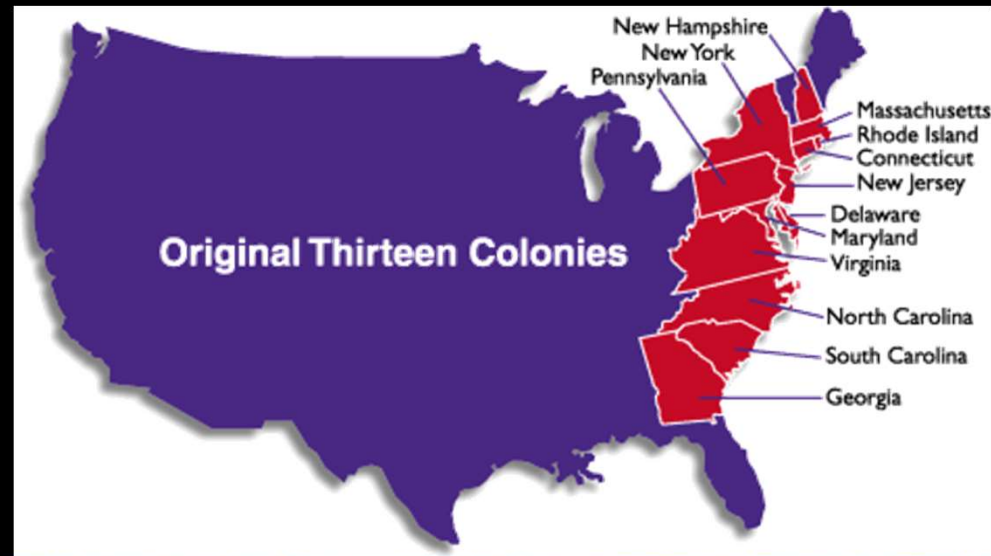 New Hampshire
New York
Pennsylvania
Massachusetts
Rhode Island
Connecticut
New Jersey
Delaware
Maryland
Virginia
Original Thirteen Colonies
North Carolina
South Carolina
Georgia